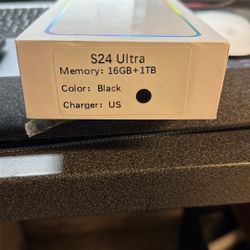 S24 Ultra
Memory: 16GB+1TB
Color: Black
Charger: US